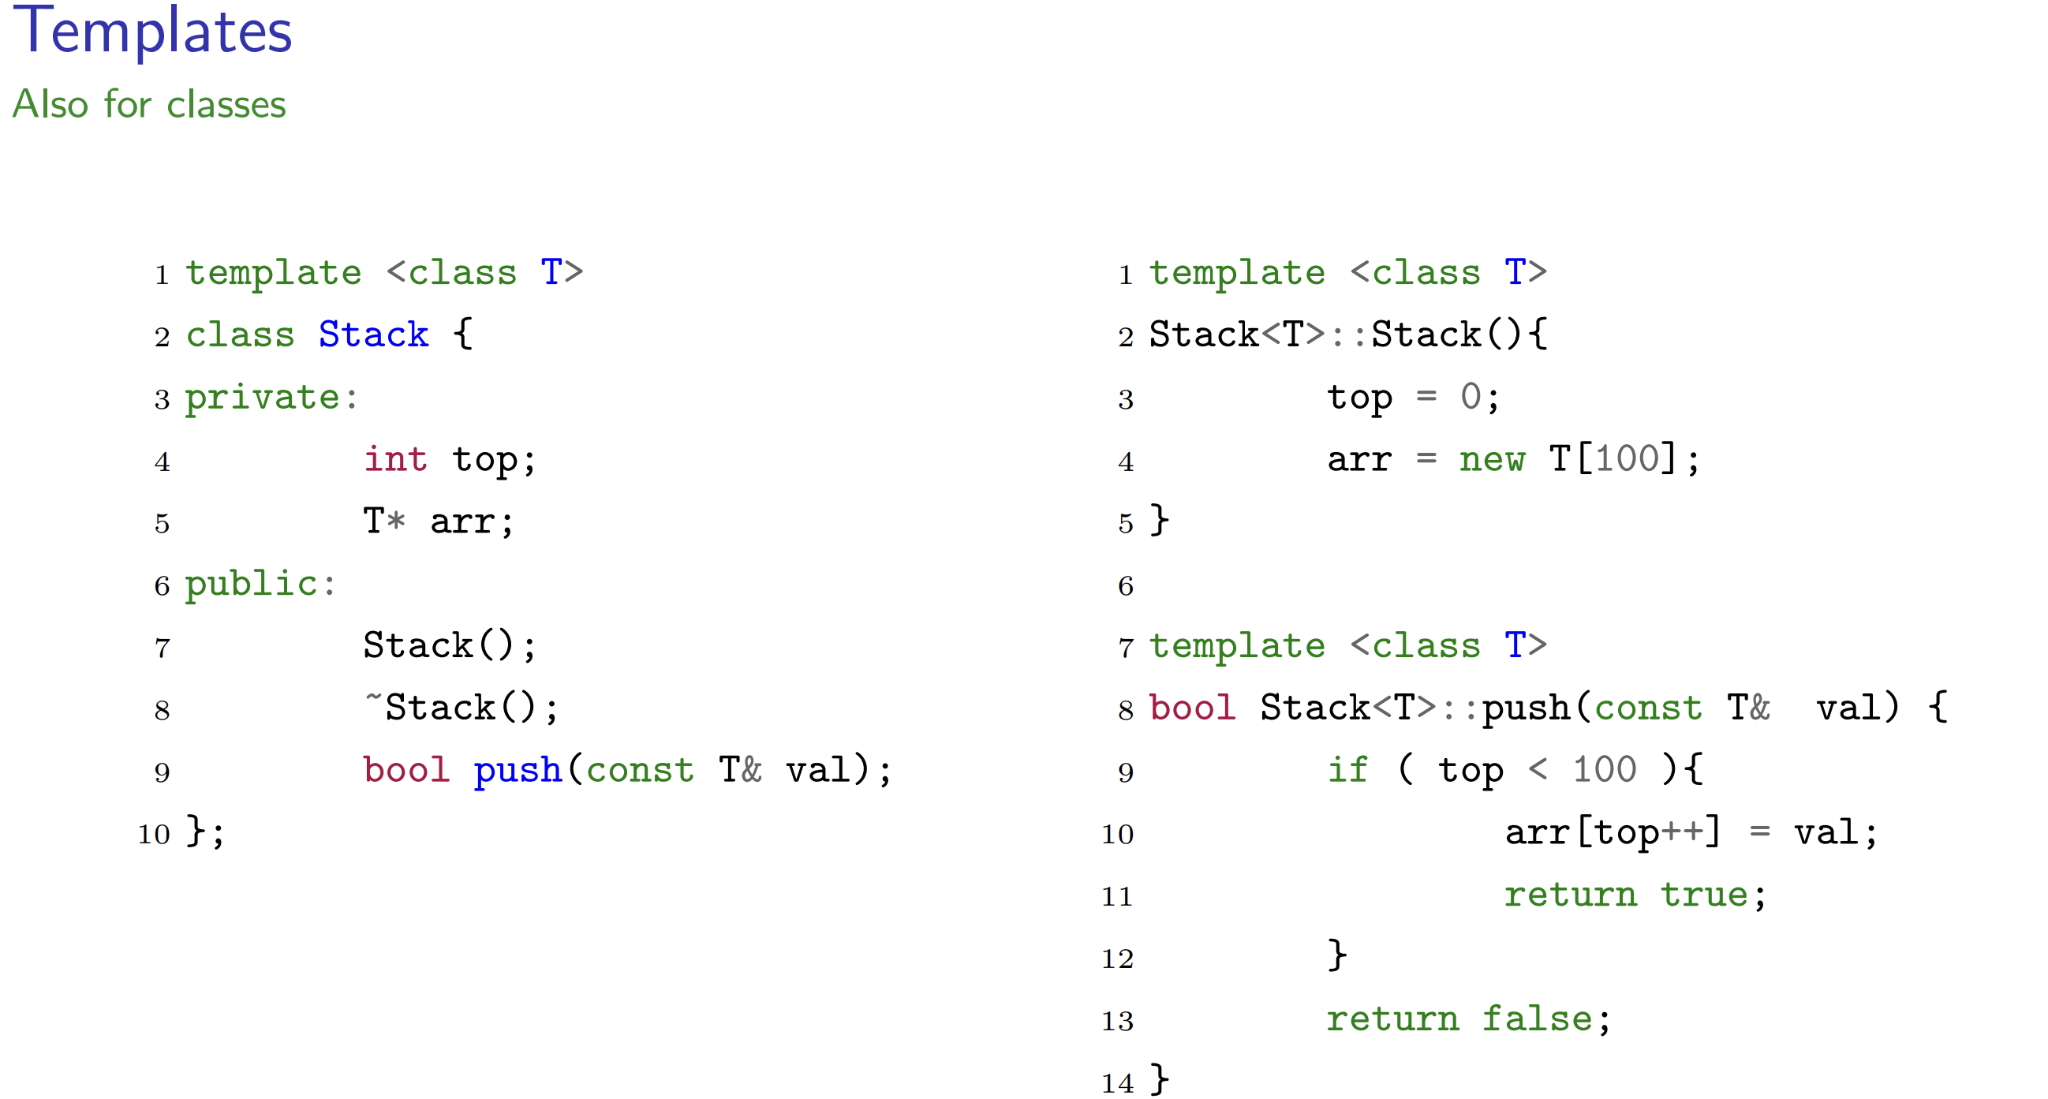 Templates
Also for classes
1 template <class T>
2 class Stack {
3 private:
4         int top;
5         T* arr;
6 public:
7         Stack();
8         ~Stack();
9         bool push(const T& val);
10 };
1 template <class T>
2 Stack<T>::Stack(){
3         top = 0;
4         arr = new T[100];
5 }
6
7 template <class T>
8 bool Stack<T>::push(const T&  val) {
9         if ( top < 100 ){
10                 arr[top++] = val;
11                 return true;
12         }
13         return false;
14 }